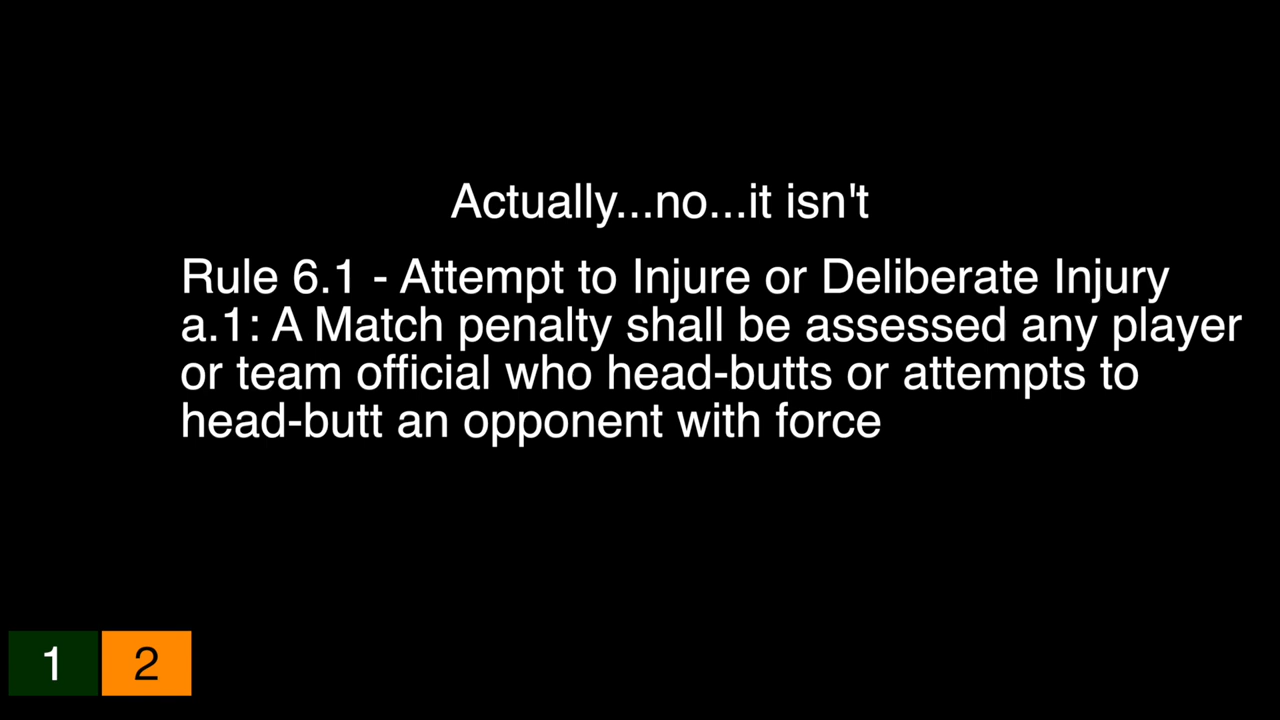 Actually...no...it isn't
Rule 6.1 - Attempt to Injure or Deliberate Injury
a.1: A Match penalty shall be assessed any player
or team official who head-butts or attempts to
head-butt an opponent with force
1 2